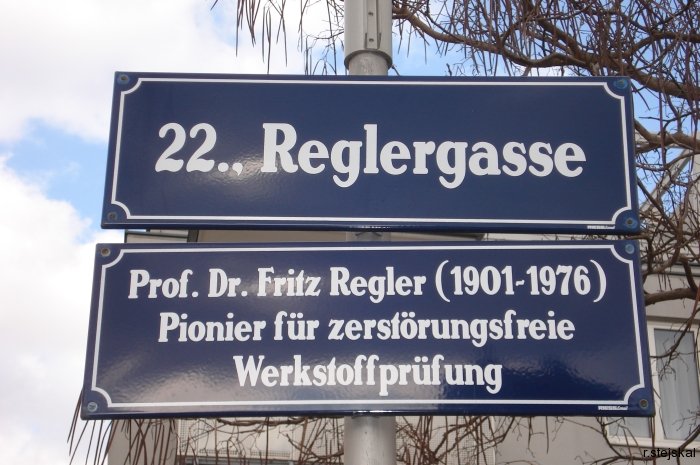 22., Reglergasse
Prof. Dr. Fritz Regler (1901-1976)
Pionier für zerstörungsfreie
Werkstoffprüfung
r.stejskal